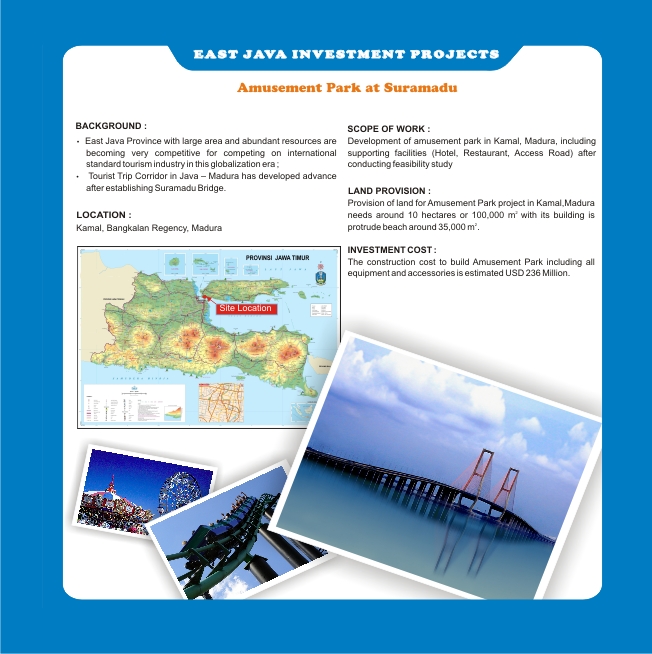 EAST JAVA INVESTMENT PROJECTS
Amusement Park at Suramadu
BACKGROUND :
• East Java Province with large area and abundant resources are
becoming very competitive for competing on international
standard tourism industry in this globalization era ;
• Tourist Trip Corridor in Java – Madura has developed advance
after establishing Suramadu Bridge.
LOCATION :
Kamal, Bangkalan Regency, Madura
PROVINSI JAWA TIMUR
Site Location
SCOPE OF WORK :
Development of amusement park in Kamal, Madura, including
supporting facilities (Hotel, Restaurant, Access Road) after
conducting feasibility study
LAND PROVISION :
Provision of land for Amusement Park project in Kamal,Madura
needs around 10 hectares or 100,000 m² with its building is
protrude beach around 35,000 m².
INVESTMENT COST :
The construction cost to build Amusement Park including all
equipment and accessories is estimated USD 236 Million.